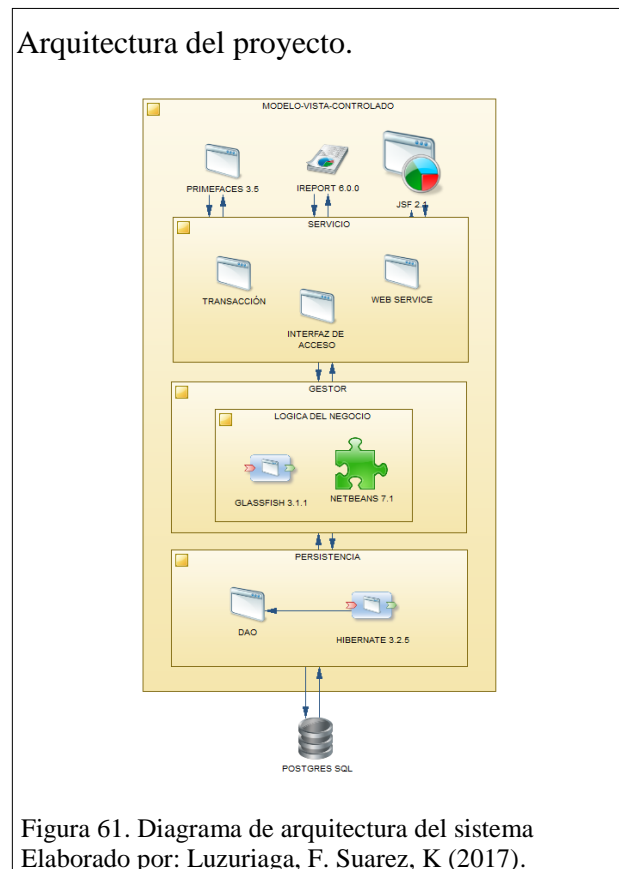 Arquitectura del proyecto.
MODELO-VISTA-CONTROLADO
PRIMEFACES 3.5
IREPORT 6.0.0
JSF 2.1
SERVICIO
TRANSACCIÓN
WEB SERVICE
INTERFAZ DE
ACCESO
GESTOR
LOGICA DEL NEGOCIO
GLASSFISH 3.1.1
NETBEANS 7.1
PERSISTENCIA
DAO
HIBERNATE 3.2.5
POSTGRES SQL
Figura 61. Diagrama de arquitectura del sistema
Elaborado por: Luzuriaga, F. Suarez, K (2017).